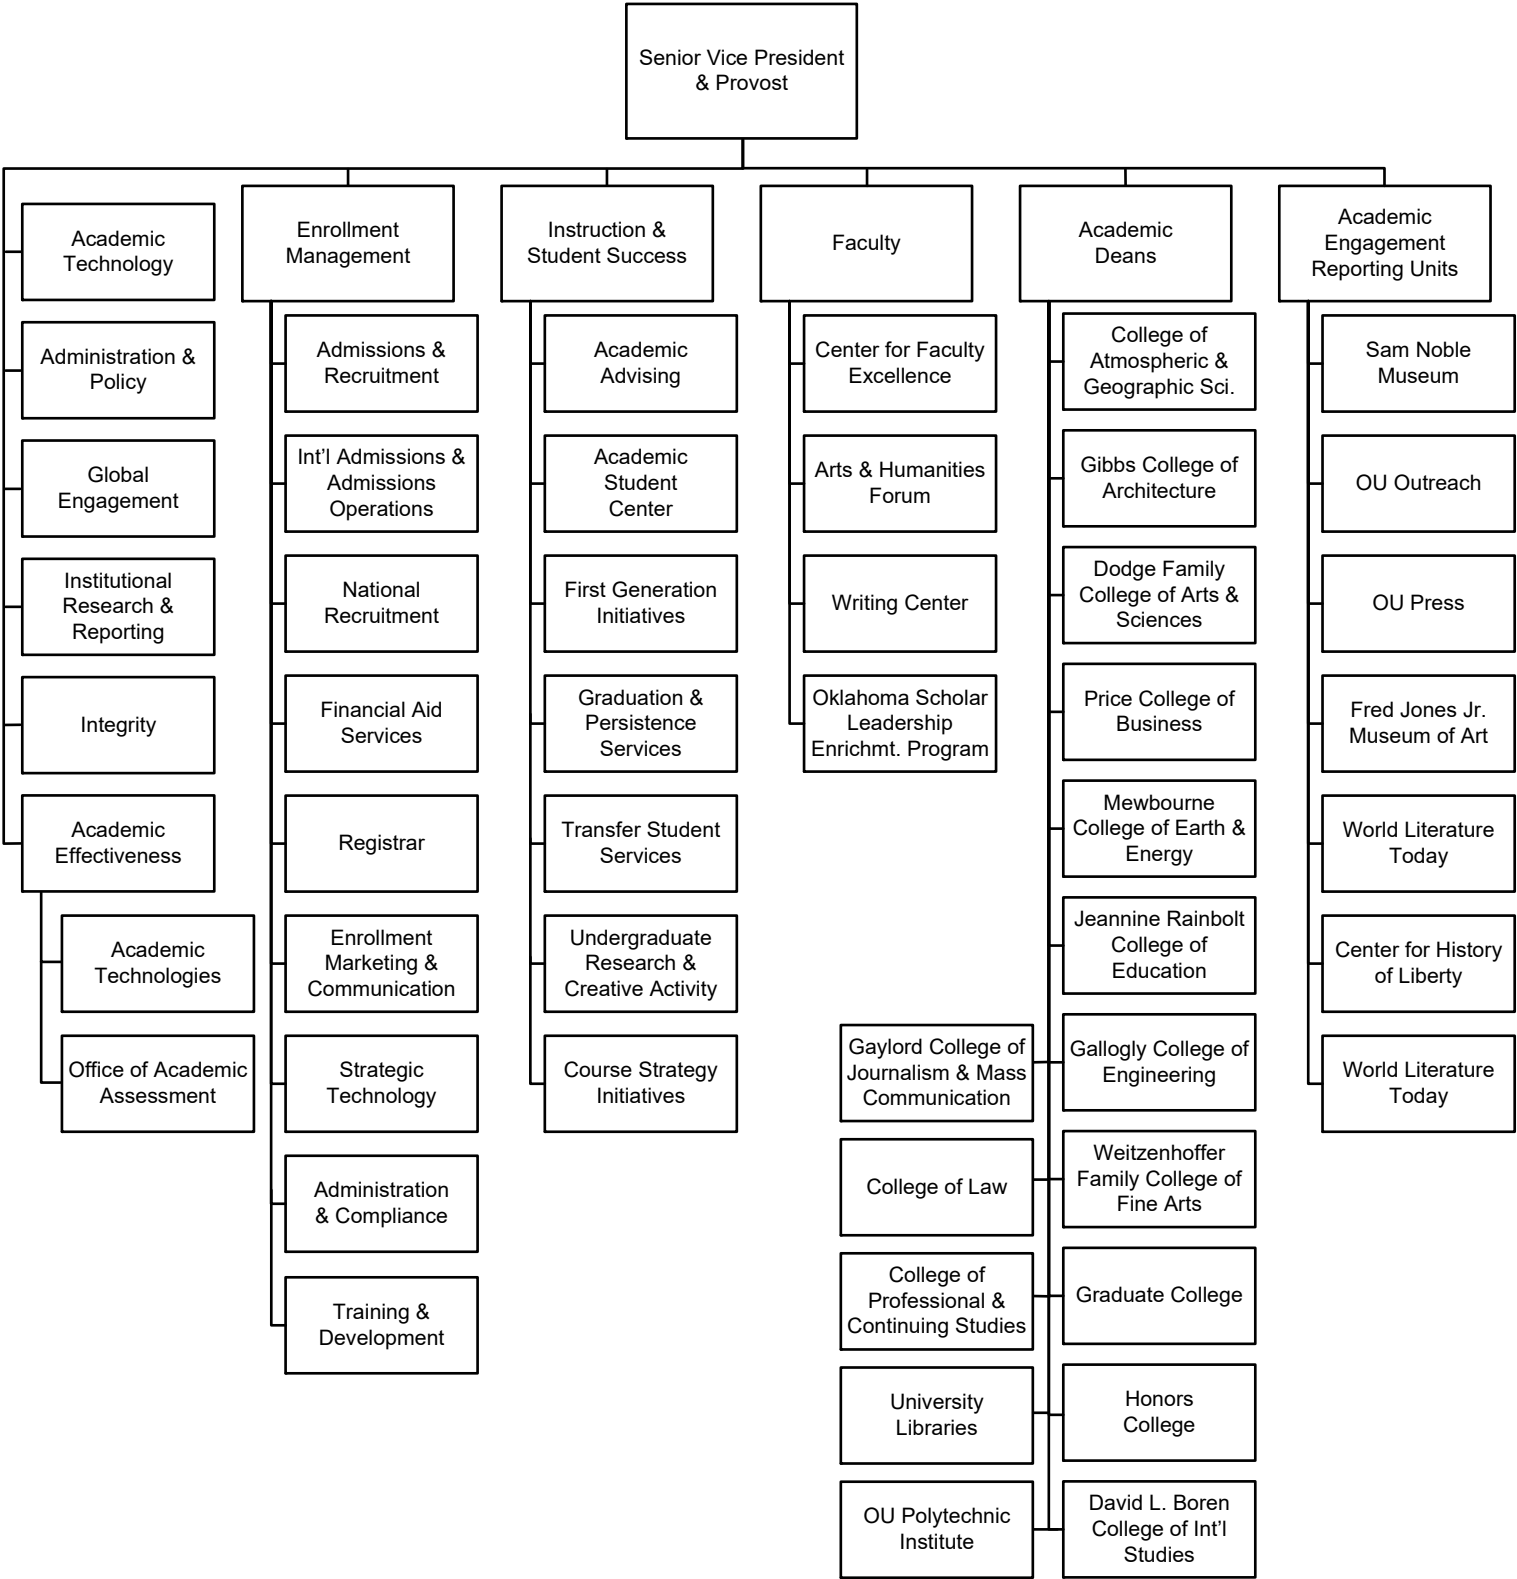 Senior Vice President
& Provost
Academic
Technology
Administration &
Policy
Global
Engagement
Institutional
Research &
Reporting
Integrity
Academic
Effectiveness
Academic
Technologies
Office of Academic
Assessment
Enrollment
Management
Admissions &
Recruitment
Int'l Admissions &
Admissions
Operations
National
Recruitment
Financial Aid
Services
Registrar
Enrollment
Marketing &
Communication
Strategic
Technology
Administration
& Compliance
Training &
Development
Instruction &
Student Success
Academic
Advising
Academic
Student
Center
First Generation
Initiatives
Graduation &
Persistence
Services
Transfer Student
Services
Undergraduate
Research &
Creative Activity
Course Strategy
Initiatives
Faculty
Center for Faculty
Excellence
Arts & Humanities
Forum
Writing Center
Oklahoma Scholar
Leadership
Enrichmt. Program
Academic
Deans
College of
Atmospheric &
Geographic Sci.
Gibbs College of
Architecture
Dodge Family
College of Arts &
Sciences
Price College of
Business
Mewbourne
College of Earth &
Energy
Jeannine Rainbolt
College of
Education
Gallogly College of
Engineering
Weitzenhoffer
Family College of
Fine Arts
Graduate College
Honors
College
David L. Boren
College of Int'l
Studies
Gaylord College of
Journalism & Mass
Communication
College of Law
College of
Professional &
Continuing Studies
University
Libraries
OU Polytechnic
Institute
Academic
Engagement
Reporting Units
Sam Noble
Museum
OU Outreach
OU Press
Fred Jones Jr.
Museum of Art
World Literature
Today
Center for History
of Liberty
World Literature
Today